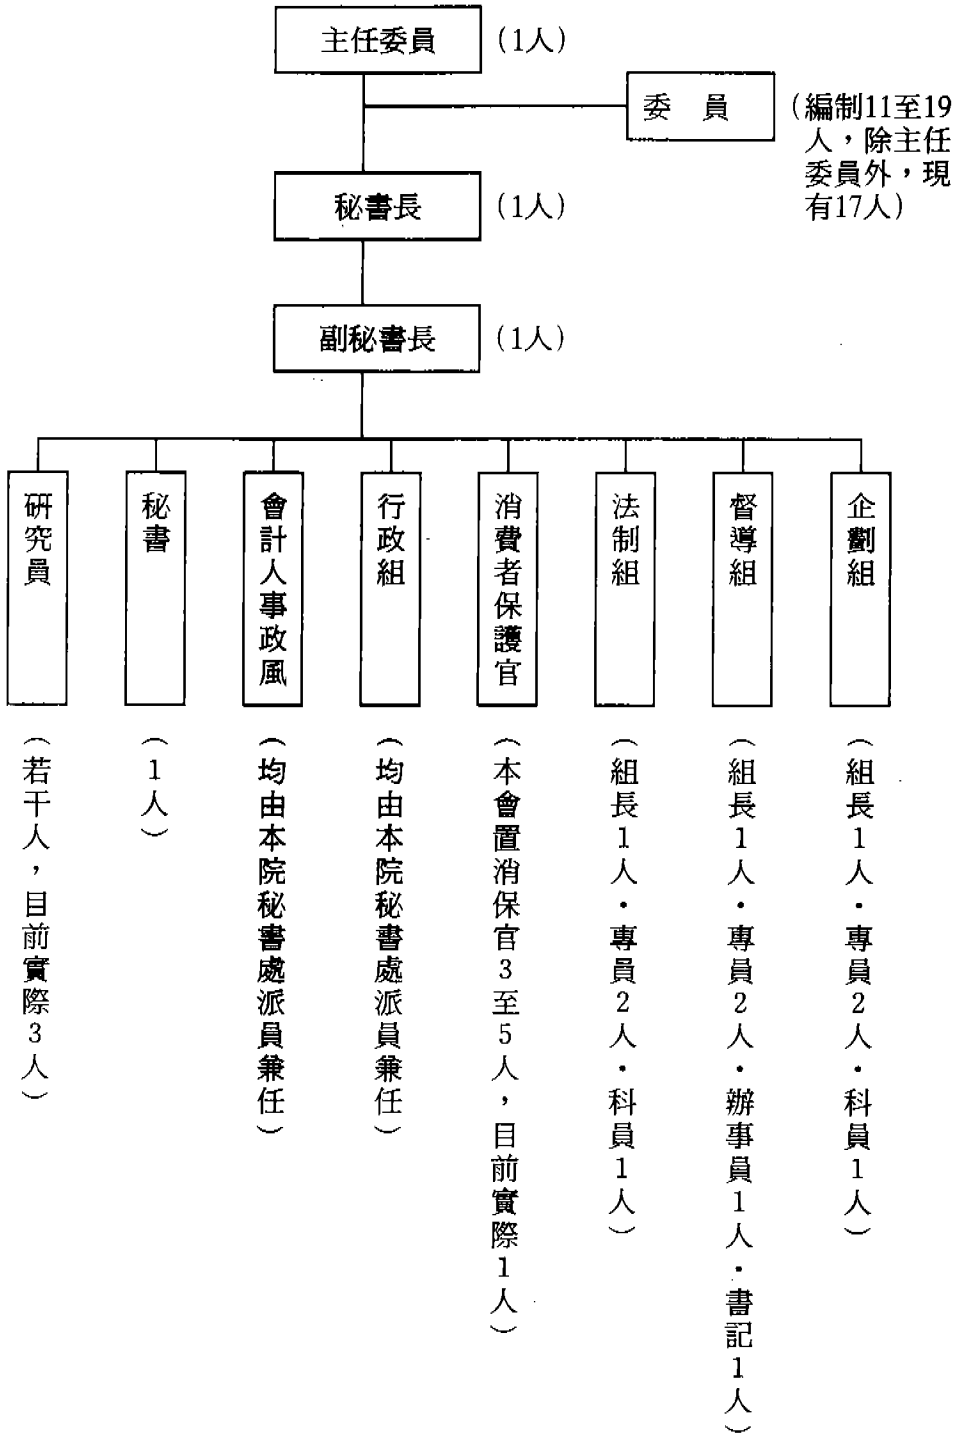 主任委員
(1人)
委　員
(編制11至19
人，除主任
委員外，現
有17人)
秘書長
(1人)
副秘書長
(1人)
企劃組
(組長1人・專員2人・科員1人)
督導組
(組長1人・專員2人・辦事員1人・書記1人)
法制組
(組長1人・專員2人・科員1人)
消費者保護官
(本會置消保官3至5人，目前實際1人)
行政組
(均由本院秘書處派員兼任)
會計人事政風
(均由本院秘書處派員兼任)
秘書
(1人)
研究員
(若干人，目前實際3人)